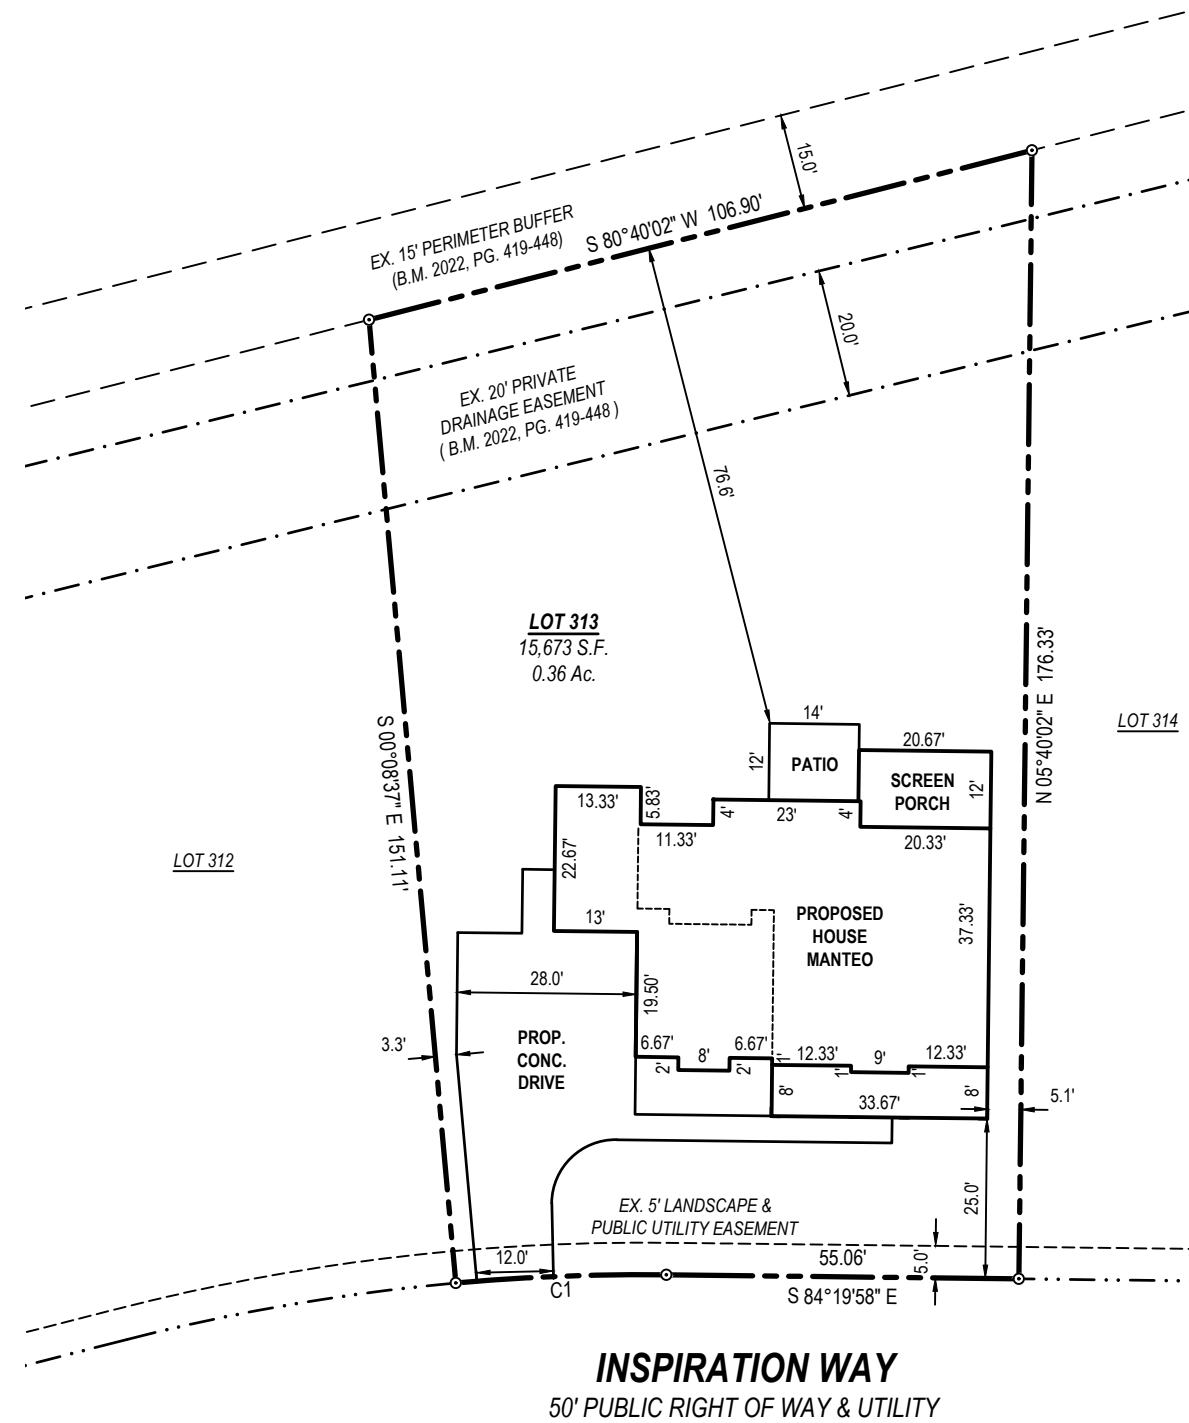 15.0'
S 80°40'02" W 106.90'
EX. 15' PERIMETER BUFFER
(B.M. 2022, PG. 419-448)
20.0'
EX. 20' PRIVATE
DRAINAGE EASEMENT
( B.M. 2022, PG. 419-448 )
76.6'
LOT 313
15,673 S.F.
0.36 Ac.
S 00°08'37" E 151.11'
N 05°40'02" E 176.33'
LOT 314
LOT 312
14'
12'
PATIO
20.67'
SCREEN
PORCH
12'
13.33'
5.83'
11.33'
4'
23'
4'
20.33'
22.67'
13'
PROPOSED
HOUSE
MANTEO
37.33'
28.0'
19.50'
PROP.
CONC.
DRIVE
3.3'
6.67'
2'
8'
2'
6.67'
1'
12.33'
1'
9'
1'
12.33'
8'
33.67'
8'
5.1'
25.0'
EX. 5' LANDSCAPE &
PUBLIC UTILITY EASEMENT
12.0'
C1
55.06'
5.0'
S 84°19'58" E
INSPIRATION WAY
50' PUBLIC RIGHT OF WAY & UTILITY